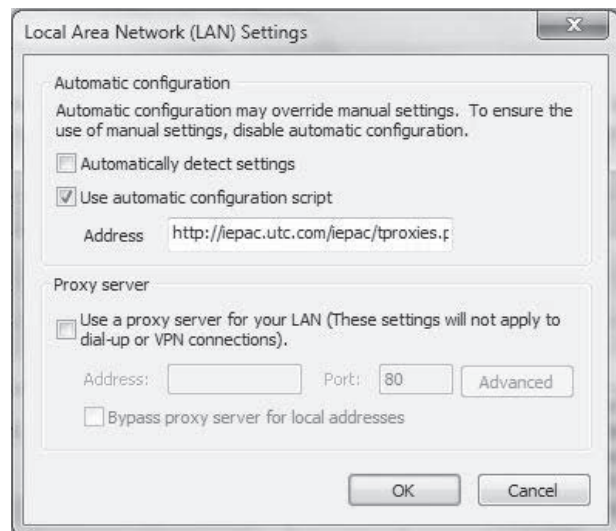 Local Area Network (LAN) Settings
X
Automatic configuration
Automatic configuration may override manual settings. To ensure the
use of manual settings, disable automatic configuration.
Automatically detect settings
Use automatic configuration script
Address http://iepac.utc.com/iepac/tproxies.p
Proxy server
Use a proxy server for your LAN (These settings will not apply to
dial-up or VPN connections).
Address: Port: 80 Advanced
Bypass proxy server for local addresses
OK Cancel